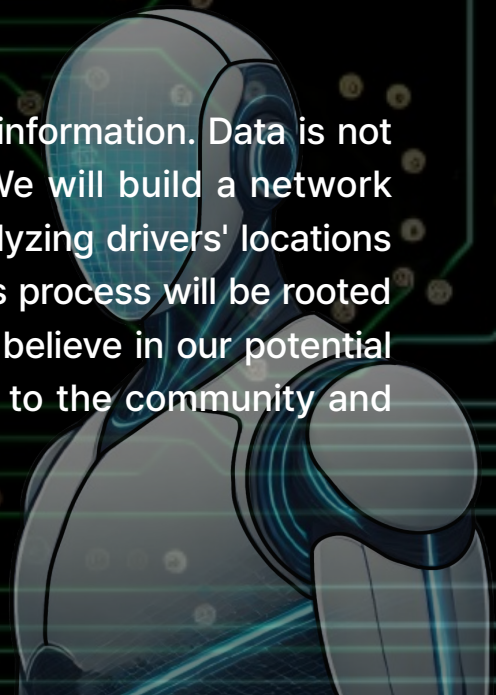 information. Data is not
We will build a network
lyzing drivers' locations
s process will be rooted
believe in our potential
to the community and